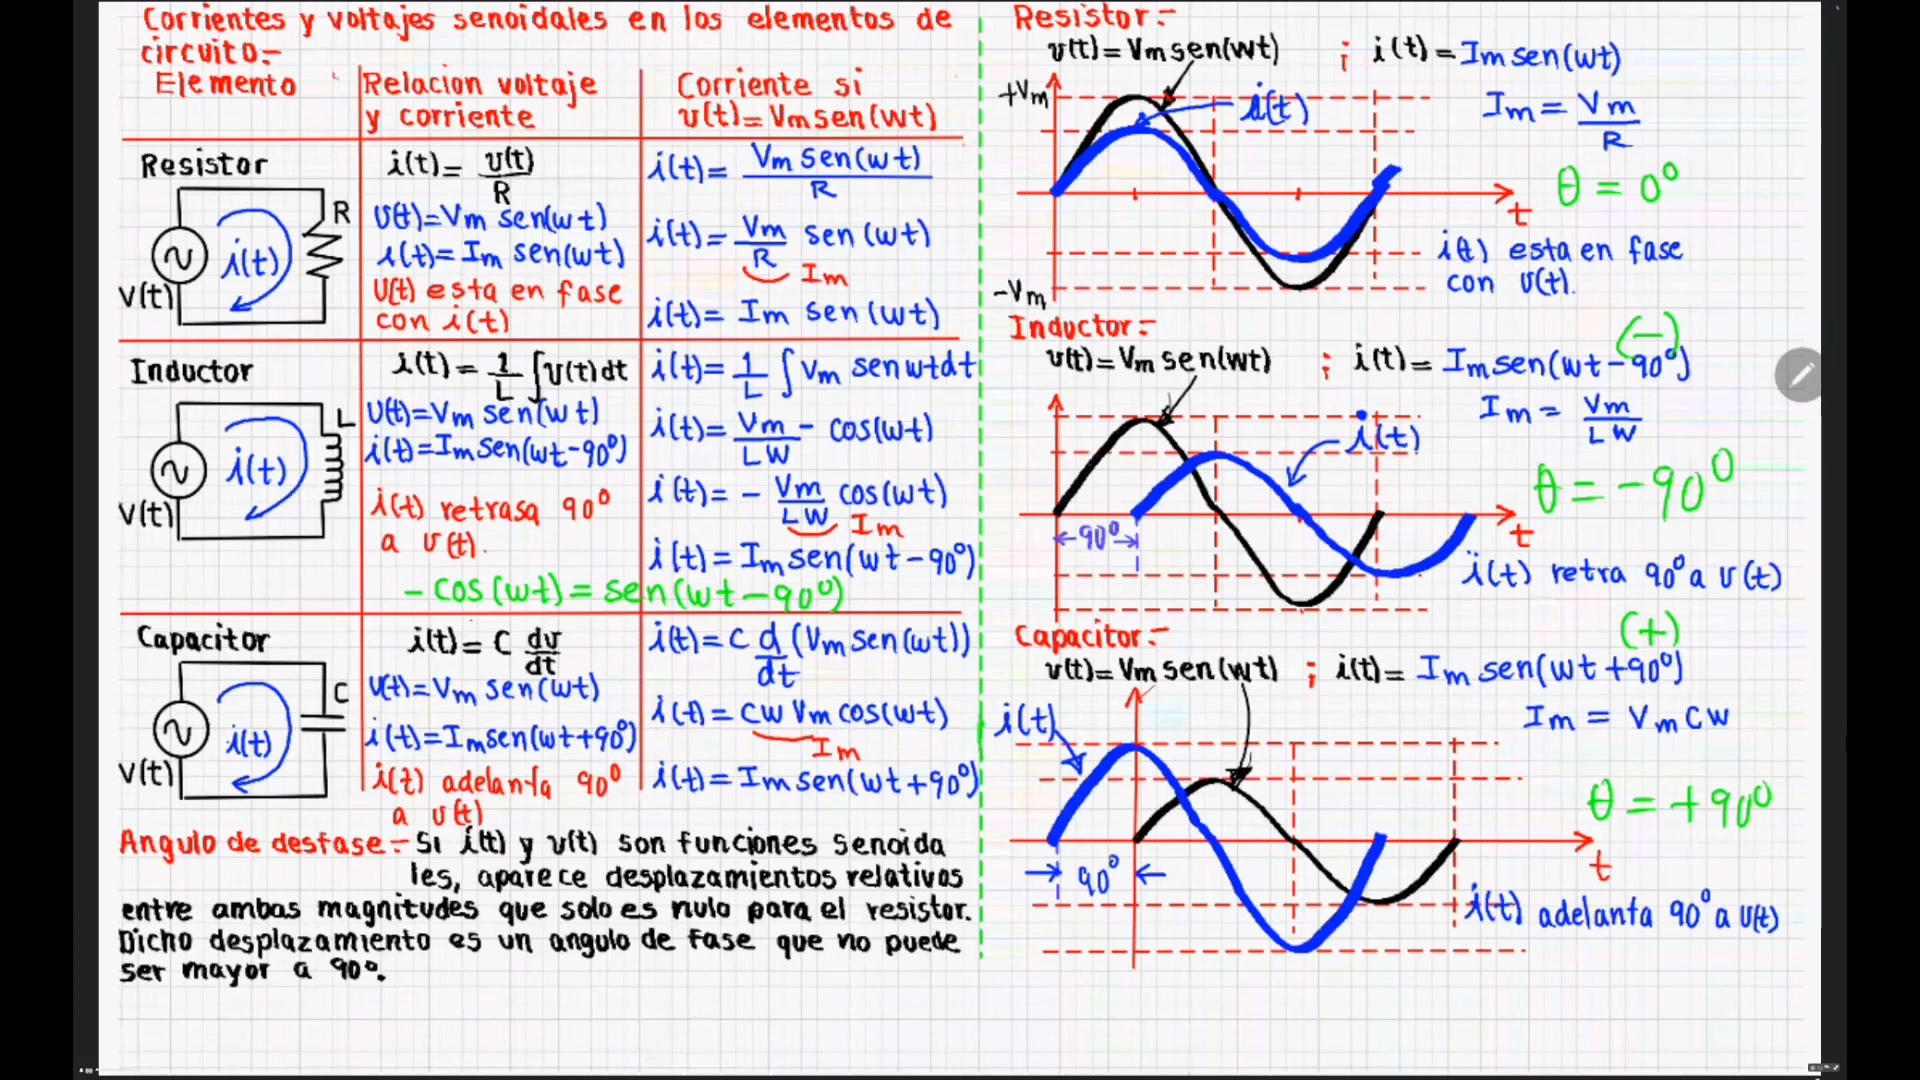 Corrientes y voltajes senoidales en los elementos de
circuito:-
Elemento
Relacion voltaje
y corriente
Corriente si
v(t)=Vm sen(wt)
Resistor
R
i(t)
V(t)
i(t)= v(t)/R
v(t)=Vm sen(wt)
i(t)=Im sen(wt)
v(t) esta en fase
con i(t)
i(t)= Vm sen(wt)/R
i(t)= Vm/R sen(wt)
Im
i(t)= Im sen(wt)
Inductor
L
i(t)
V(t)
i(t)= 1/L ∫v(t)dt
v(t)=Vm sen(wt)
i(t)=Im sen(wt-90°)
i(t) retrasa 90°
a v(t).
i(t)= 1/L ∫ Vm senwtdt
i(t)= Vm/LW - cos(wt)
i(t)= - Vm/LW cos(wt)
Im
i(t)= Im sen(wt-90°)
- cos(wt)= sen(wt-90°)
Capacitor
C
i(t)
V(t)
i(t)= C dv/dt
v(t)=Vm sen(wt)
i(t)=Im sen(wt+90°)
i(t) adelanta 90°
a v(t)
i(t)= C d/dt (Vm sen(wt))
i(t)= CW Vm cos(wt)
Im
i(t)= Im sen(wt+90°)
Angulo de desfase:- Si i(t) y v(t) son funciones senoida
les, aparece desplazamientos relativos
entre ambas magnitudes que solo es nulo para el resistor.
Dicho desplazamiento es un angulo de fase que no puede
ser mayor a 90°.
Resistor:-
v(t)= Vm sen(wt) ; i(t)= Im sen(wt)
+Vm
i(t)
Im = Vm/R
θ = 0°
t
i(t) esta en fase
con v(t).
-Vm
Inductor:-
(-)
v(t)= Vm sen(wt) ; i(t)= Im sen(wt-90°)
Im = Vm/LW
i(t)
θ = -90°
90°
t
i(t) retra 90° a v(t)
Capacitor:-
(+)
v(t)= Vm sen(wt) ; i(t)= Im sen(wt+90°)
i(t)
Im = Vm CW
θ = +90°
90°
t
i(t) adelanta 90° a v(t)